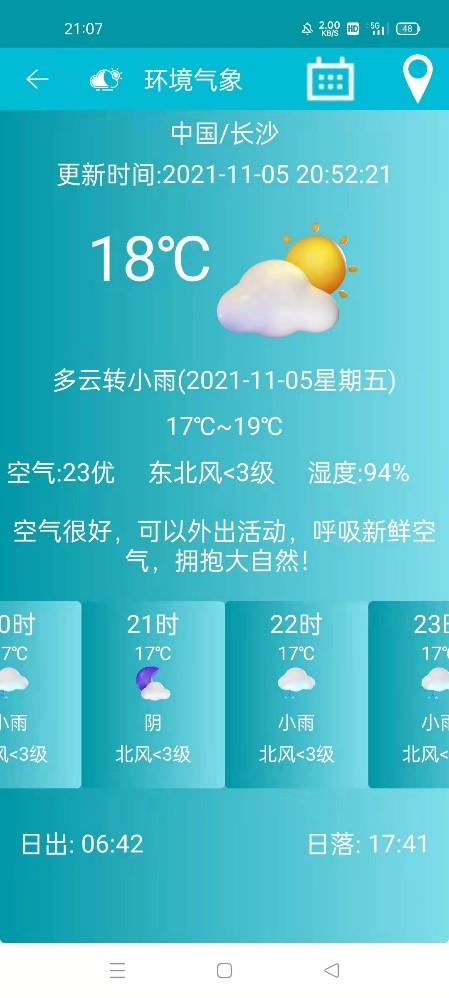 21:07
2.00 KB/S HD 5G 48
环境气象
中国/长沙
更新时间:2021-11-05 20:52:21
18℃
多云转小雨(2021-11-05星期五)
17℃~19℃
空气:23优 东北风<3级 湿度:94%
空气很好，可以外出活动，呼吸新鲜空
气，拥抱大自然！
0时 21时 22时 23
7℃ 17℃ 17℃ 17℃
小雨 阴 小雨 小雨
风<3级 北风<3级 北风<3级 北风<
日出: 06:42 日落: 17:41